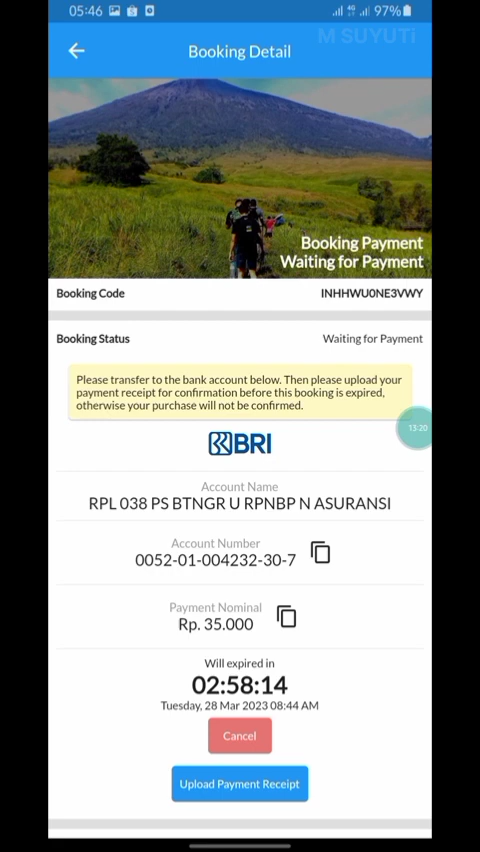 05:46
97%
M SUYUTi
Booking Detail
Booking Payment
Waiting for Payment
Booking Code
INHHWU0NE3VWY
Booking Status
Waiting for Payment
Please transfer to the bank account below. Then please upload your
payment receipt for confirmation before this booking is expired,
otherwise your purchase will not be confirmed.
13:20
BRI
Account Name
RPL 038 PS BTNGR U RPNBP N ASURANSI
Account Number
0052-01-004232-30-7
Payment Nominal
Rp. 35.000
Will expired in
02:58:14
Tuesday, 28 Mar 2023 08:44 AM
Cancel
Upload Payment Receipt